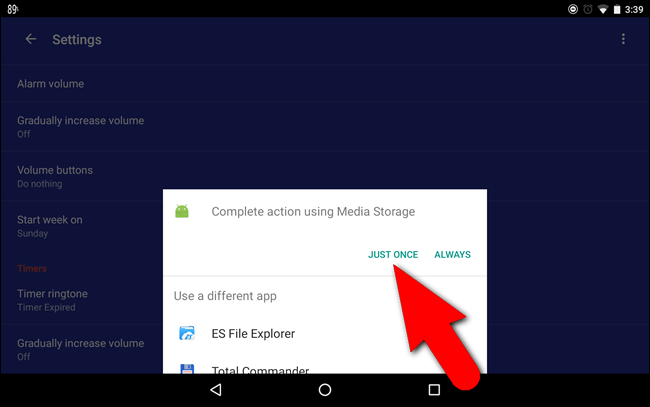 89% 3:39
Settings
Alarm volume
Gradually increase volume
Off
Volume buttons
Do nothing
Start week on
Sunday
Timers
Timer ringtone
Timer Expired
Gradually increase volume
Off
Complete action using Media Storage
JUST ONCE ALWAYS
Use a different app
ES File Explorer
Total Commander